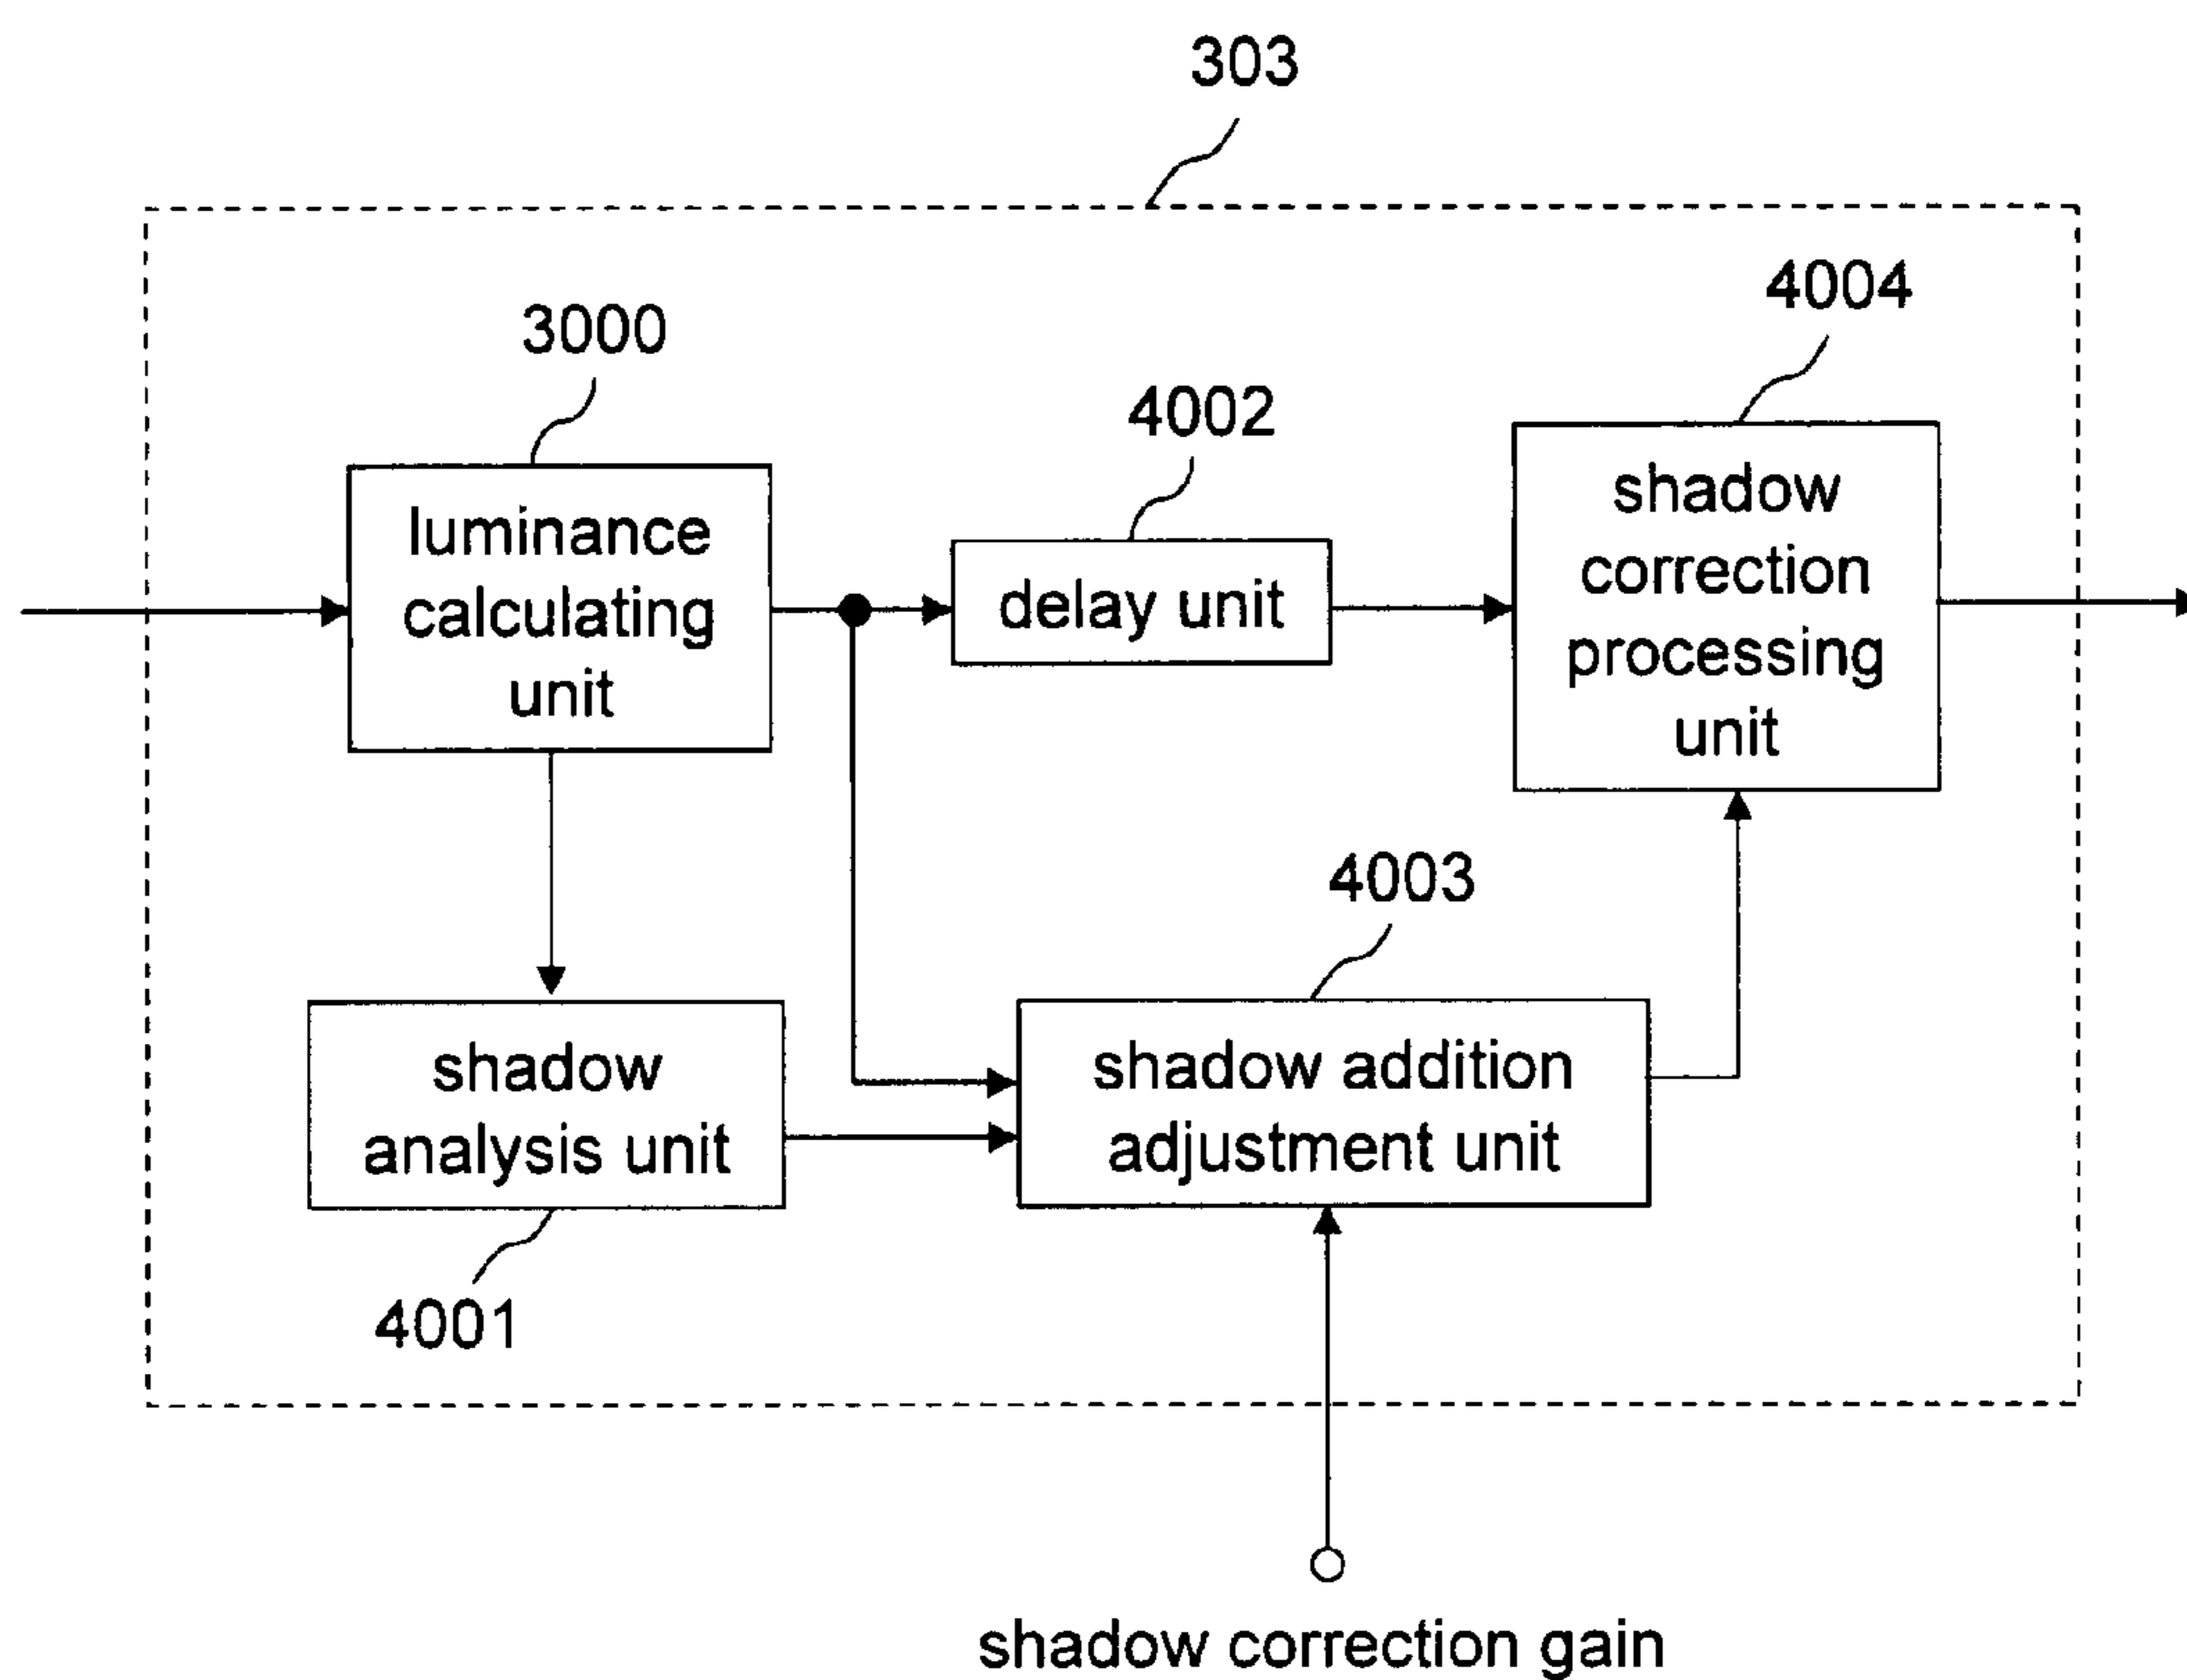 303
4004
3000
4002
shadow
correction
processing
unit
luminance
calculating
unit
delay unit
4003
shadow
analysis unit
shadow addition
adjustment unit
4001
shadow correction gain